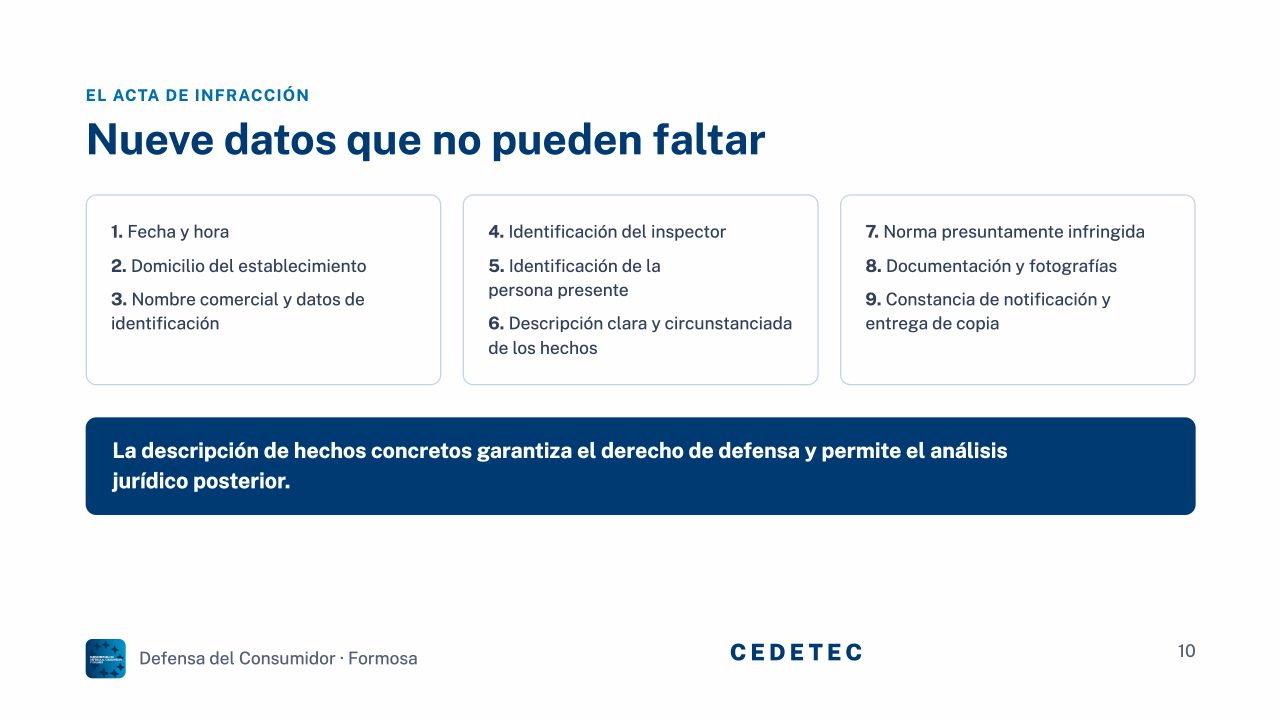 EL ACTA DE INFRACCIÓN
Nueve datos que no pueden faltar
1. Fecha y hora
2. Domicilio del establecimiento
3. Nombre comercial y datos de
identificación
4. Identificación del inspector
5. Identificación de la
persona presente
6. Descripción clara y circunstanciada
de los hechos
7. Norma presuntamente infringida
8. Documentación y fotografías
9. Constancia de notificación y
entrega de copia
La descripción de hechos concretos garantiza el derecho de defensa y permite el análisis
jurídico posterior.
Defensa del Consumidor · Formosa
CEDETEC
10